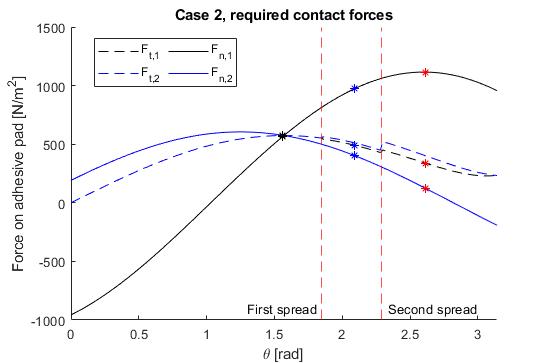 Case 2, required contact forces
1500
1000
500
0
-500
-1000
Force on adhesive pad [N/m²]
F_t,1 F_n,1
F_t,2 F_n,2
First spread Second spread
0 0.5 1 1.5 2 2.5 3
θ [rad]